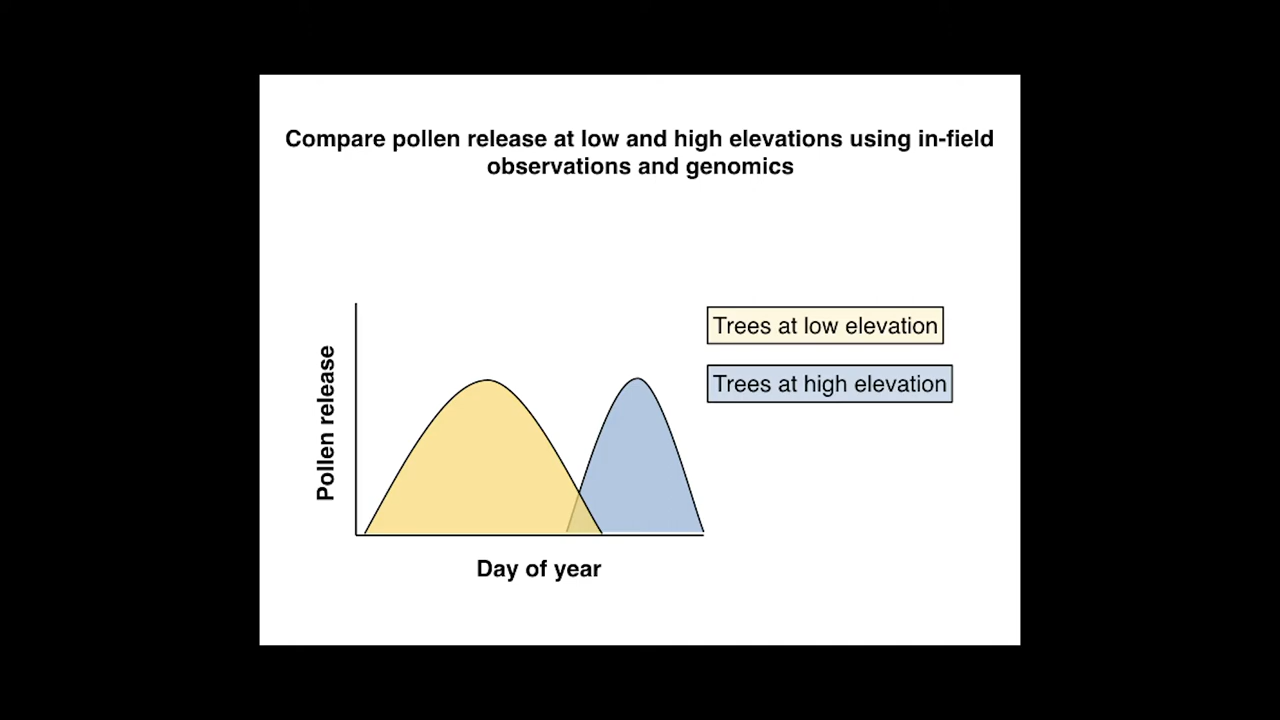 Compare pollen release at low and high elevations using in-field
observations and genomics
Trees at low elevation
Trees at high elevation
Pollen release
Day of year